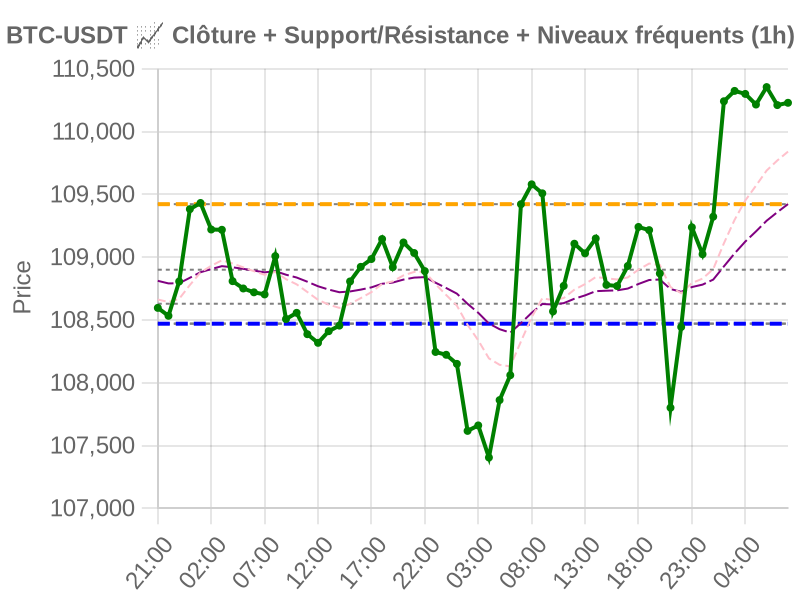 BTC-USDT 📈 Clôture + Support/Résistance + Niveaux fréquents (1h)
110,500
110,000
109,500
109,000
108,500
108,000
107,500
107,000
Price
21:00 02:00 07:00 12:00 17:00 22:00 03:00 08:00 13:00 18:00 23:00 04:00